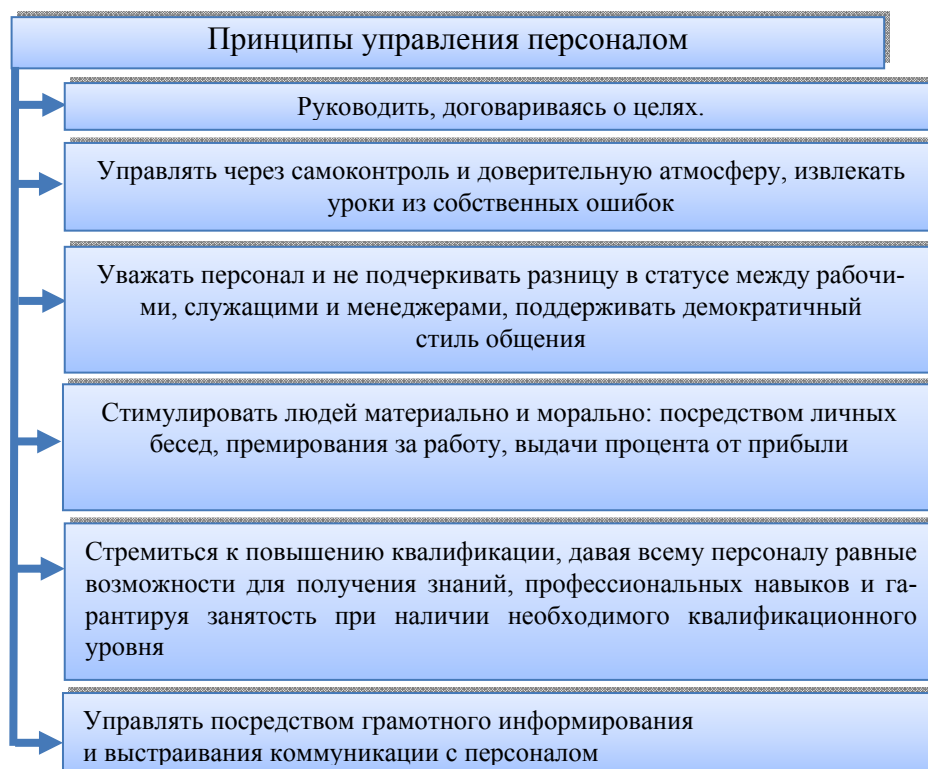 Принципы управления персоналом
Руководить, договариваясь о целях.
Управлять через самоконтроль и доверительную атмосферу, извлекать
уроки из собственных ошибок
Уважать персонал и не подчеркивать разницу в статусе между рабочи-
ми, служащими и менеджерами, поддерживать демократичный
стиль общения
Стимулировать людей материально и морально: посредством личных
бесед, премирования за работу, выдачи процента от прибыли
Стремиться к повышению квалификации, давая всему персоналу равные
возможности для получения знаний, профессиональных навыков и га-
рантируя занятость при наличии необходимого квалификационного
уровня
Управлять посредством грамотного информирования
и выстраивания коммуникации с персоналом